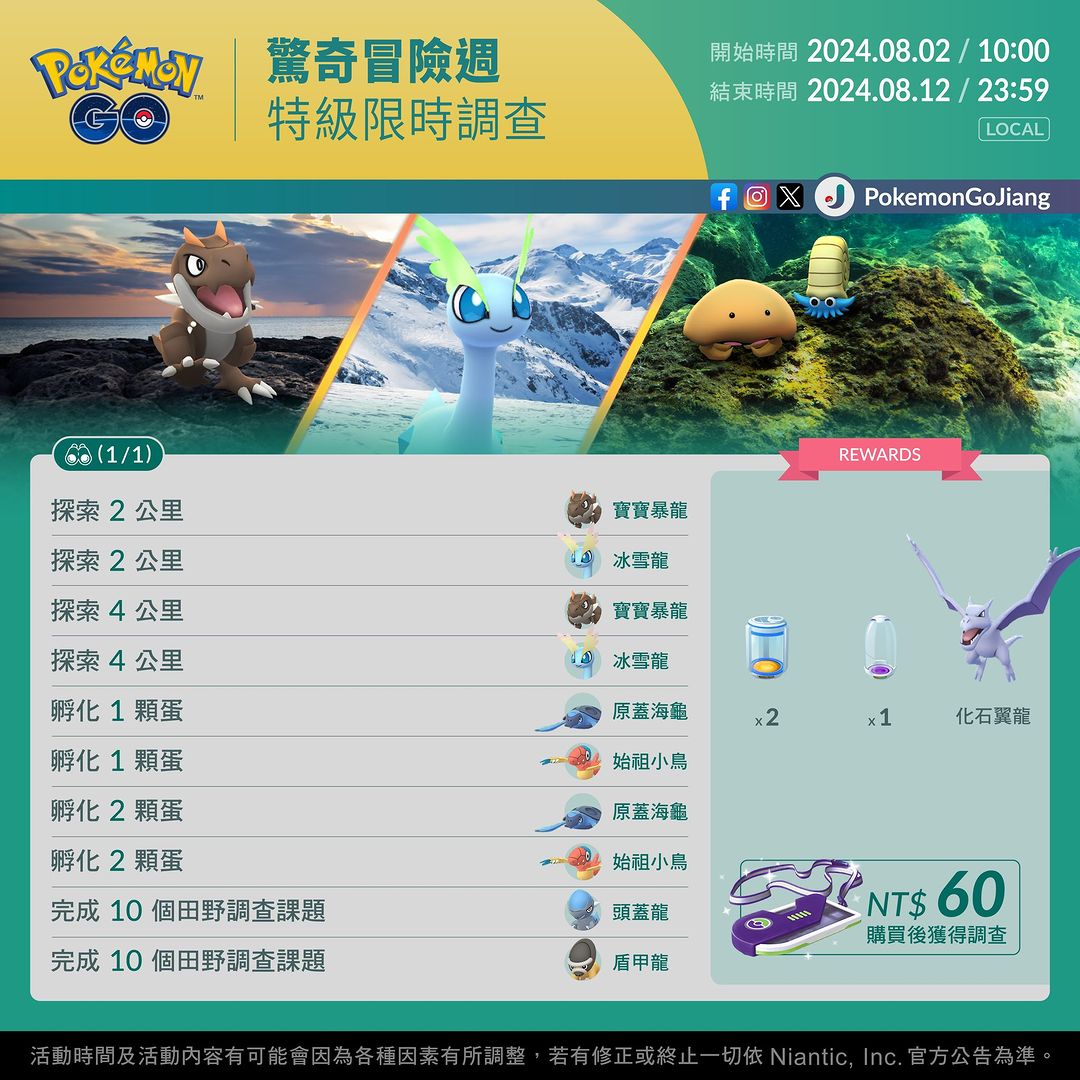 POKéMON™
GO
驚奇冒險週
特級限時調查
開始時間 2024.08.02 / 10:00
結束時間 2024.08.12 / 23:59
LOCAL
PokemonGoJiang
(1/1)
REWARDS
探索 2 公里 寶寶暴龍
探索 2 公里 冰雪龍
探索 4 公里 寶寶暴龍
探索 4 公里 冰雪龍
孵化 1 顆蛋 原蓋海龜
孵化 1 顆蛋 始祖小鳥
孵化 2 顆蛋 原蓋海龜
孵化 2 顆蛋 始祖小鳥
完成 10 個田野調查課題 頭蓋龍
完成 10 個田野調查課題 盾甲龍
x2
x1
化石翼龍
NT$ 60
購買後獲得調查
活動時間及活動內容有可能會因為各種因素有所調整，若有修正或終止一切依 Niantic, Inc. 官方公告為準。